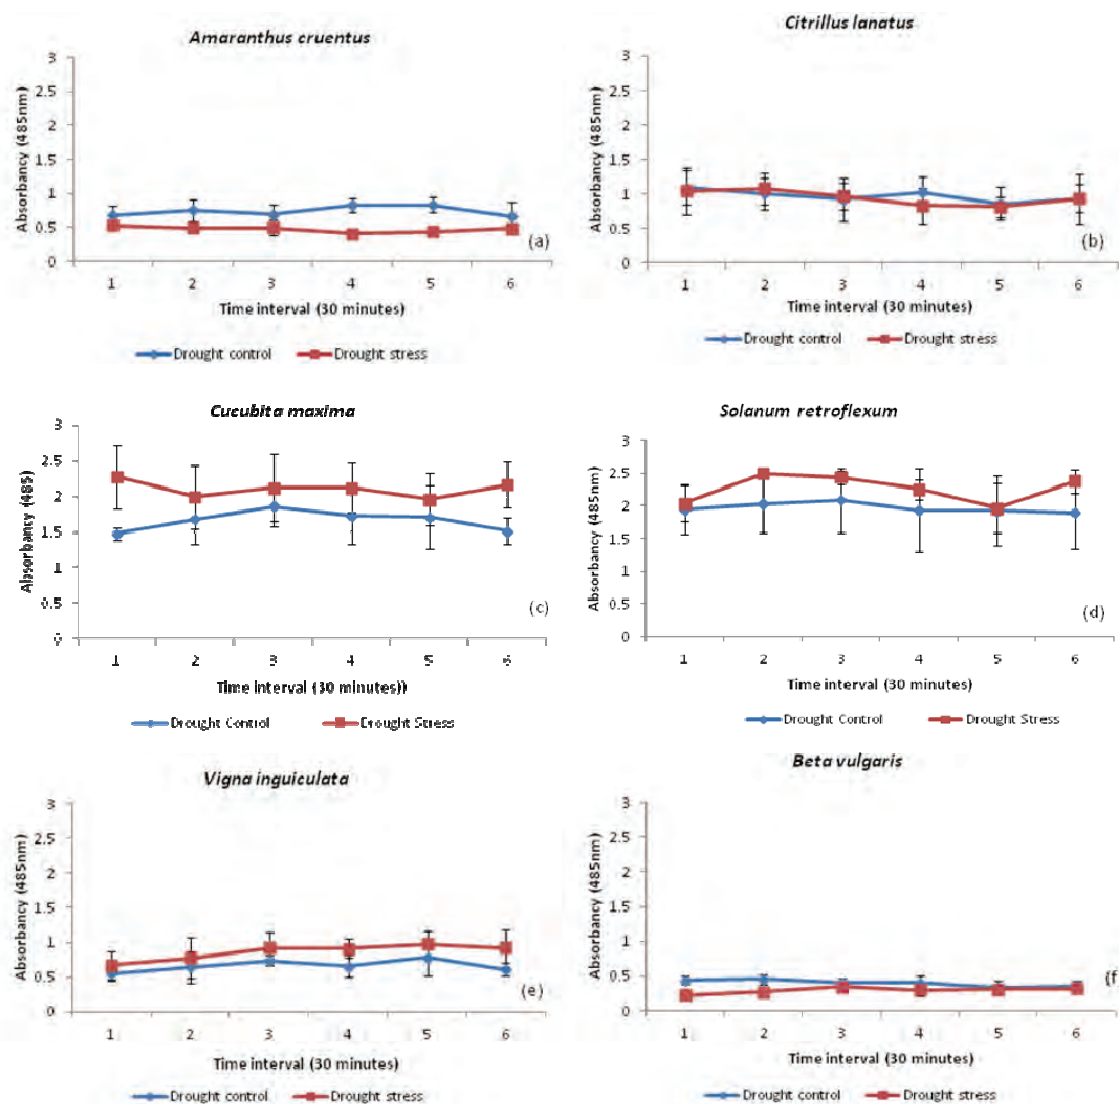 Amaranthus cruentus
Absorbancy (485nm)
3
2.5
2
1.5
1
0.5
0
1 2 3 4 5 6
(a)
Time interval (30 minutes)
Drought control Drought stress
Citrillus lanatus
Absorbancy (485nm)
3
2.5
2
1.5
1
0.5
0
1 2 3 4 5 6
(b)
Time interval (30 minutes)
Drought control Drought stress
Cucubita maxima
Absorbancy (485)
3
2.5
2
1.5
1
0.5
0
1 2 3 4 5 6
(c)
Time interval (30 minutes))
Drought Control Drought Stress
Solanum retroflexum
Absorbancy (485nm)
3
2.5
2
1.5
1
0.5
0
1 2 3 4 5 6
(d)
Time interval (30 minutes)
Drought Control Drought Stress
Vigna inguiculata
Absorbancy (485nm)
3
2.5
2
1.5
1
0.5
0
1 2 3 4 5 6
(e)
Time interval (30 minutes)
Drought control Drought stress
Beta vulgaris
Absorbancy (485nm)
3
2.5
2
1.5
1
0.5
0
1 2 3 4 5 6
(f
Time interval (30 minutes)
Drought control Drought stress